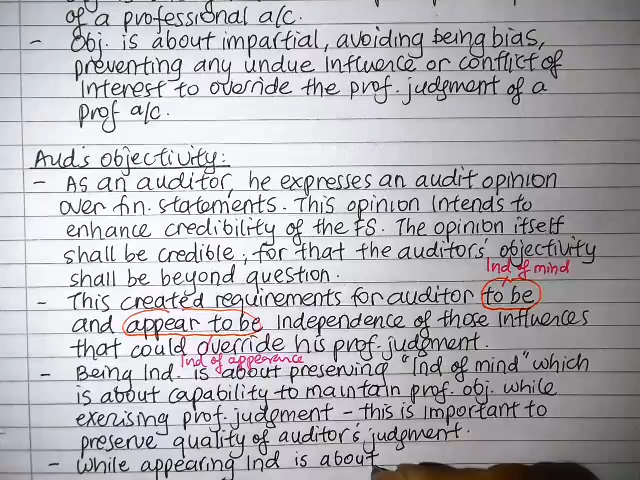 of a professional a/c.
- Obj. is about impartial, avoiding being bias,
preventing any undue influence or conflict of
interest to override the prof. judgment of a
prof a/c.
Aud's objectivity:
- As an auditor, he expresses an audit opinion
over fin. statements. This opinion intends to
enhance credibility of the FS. The opinion itself
shall be credible, for that the auditors' objectivity
shall be beyond question.
Ind of mind
- This created requirements for auditor to be
and appear to be independence of those influences
that could override his prof. judgment.
Ind of appearance
- Being Ind. is about preserving "Ind of mind" which
is about capability to maintain prof. obj. while
exerising prof. judgment - this is important to
preserve quality of auditor's judgment.
- While appearing Ind is about